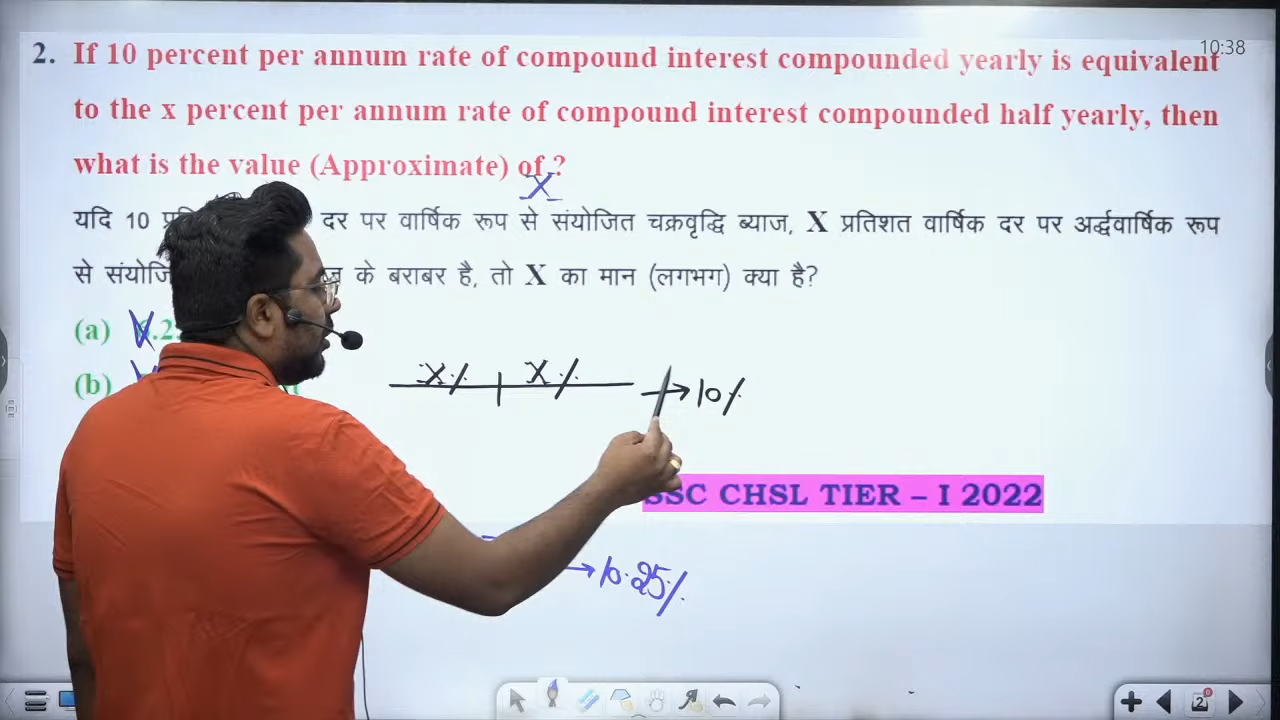 10:38
2. If 10 percent per annum rate of compound interest compounded yearly is equivalent
to the x percent per annum rate of compound interest compounded half yearly, then
what is the value (Approximate) of ?
X
यदि 10 दर पर वार्षिक रूप से संयोजित चक्रवृद्धि ब्याज, X प्रतिशत वार्षिक दर पर अर्द्धवार्षिक रूप
से के बराबर है, तो X का मान (लगभग) क्या है?
(a)
X% X% → 10%
(b)
SSC CHSL TIER – I 2022
→ 10.25%
2